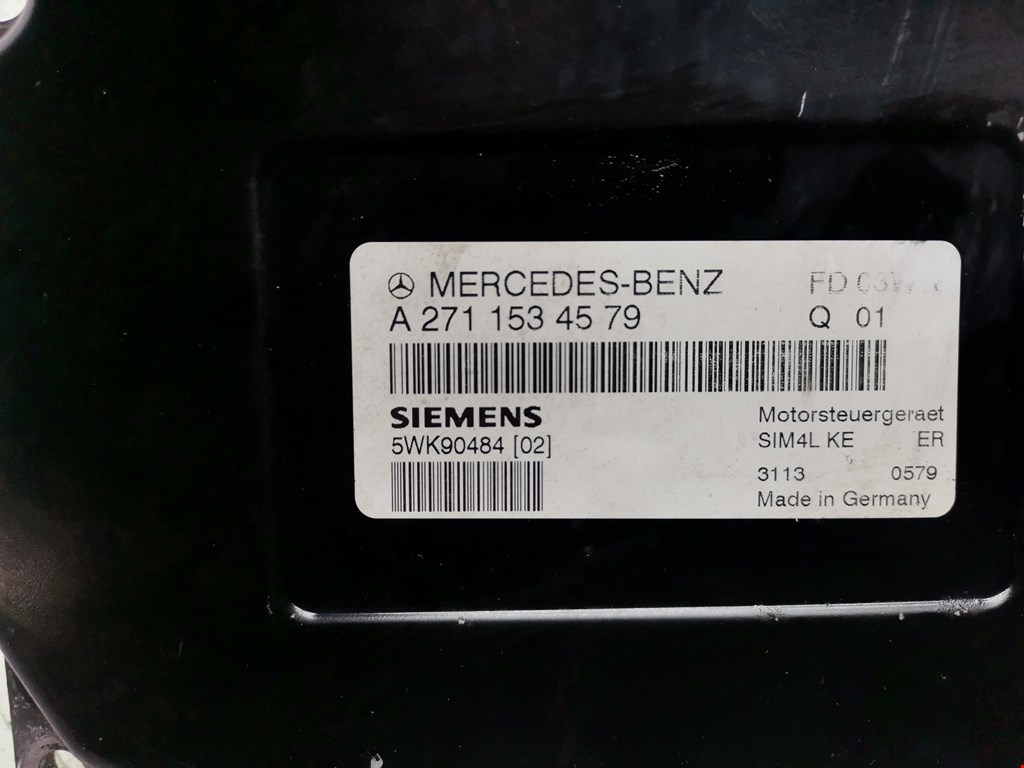 MERCEDES-BENZ FD
A 271 153 45 79 Q 01
SIEMENS Motorsteuergeraet
5WK90484 [02] SIM4L KE ER
3113 0579
Made in Germany